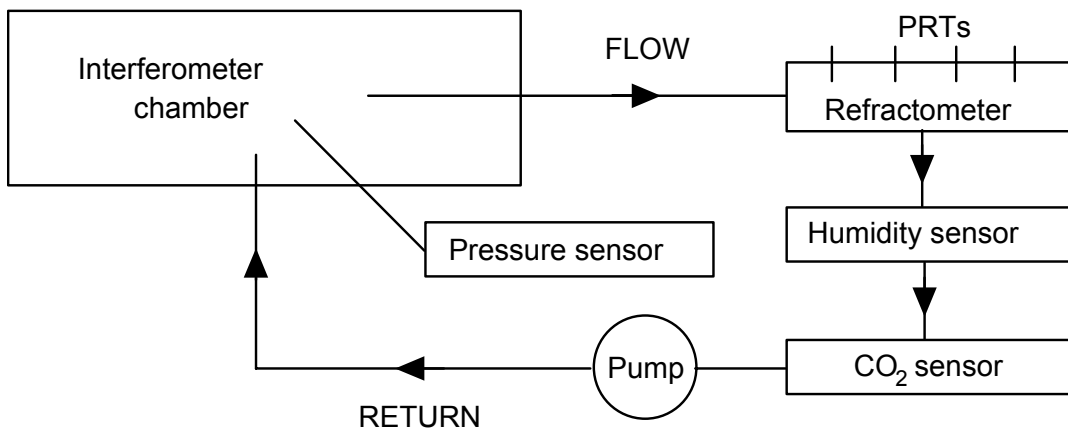 Interferometer
chamber
FLOW
PRTs
Refractometer
Humidity sensor
Pressure sensor
CO₂ sensor
Pump
RETURN